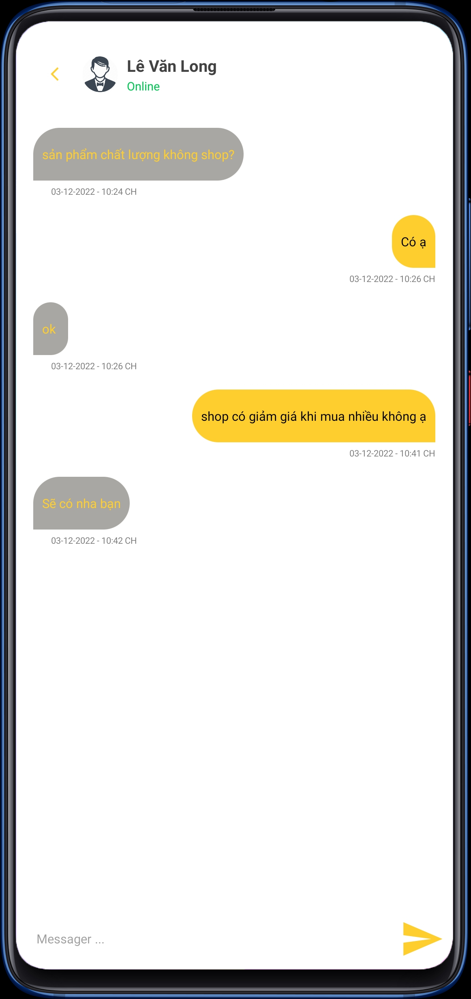 Lê Văn Long
Online
sản phẩm chất lượng không shop?
03-12-2022 - 10:24 CH
Có ạ
03-12-2022 - 10:26 CH
ok
03-12-2022 - 10:26 CH
shop có giảm giá khi mua nhiều không ạ
03-12-2022 - 10:41 CH
Sẽ có nha bạn
03-12-2022 - 10:42 CH
Messager ...